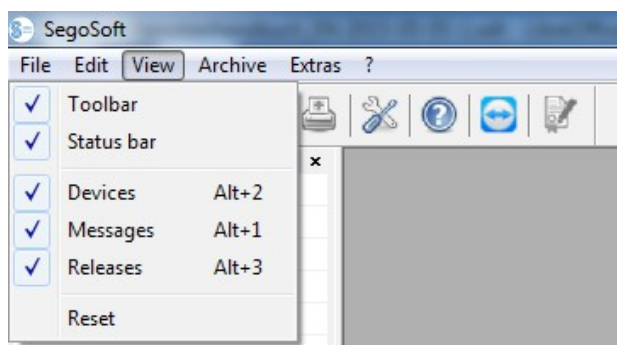 SegoSoft
File Edit View Archive Extras ?
Toolbar
Status bar
Devices Alt+2
Messages Alt+1
Releases Alt+3
Reset